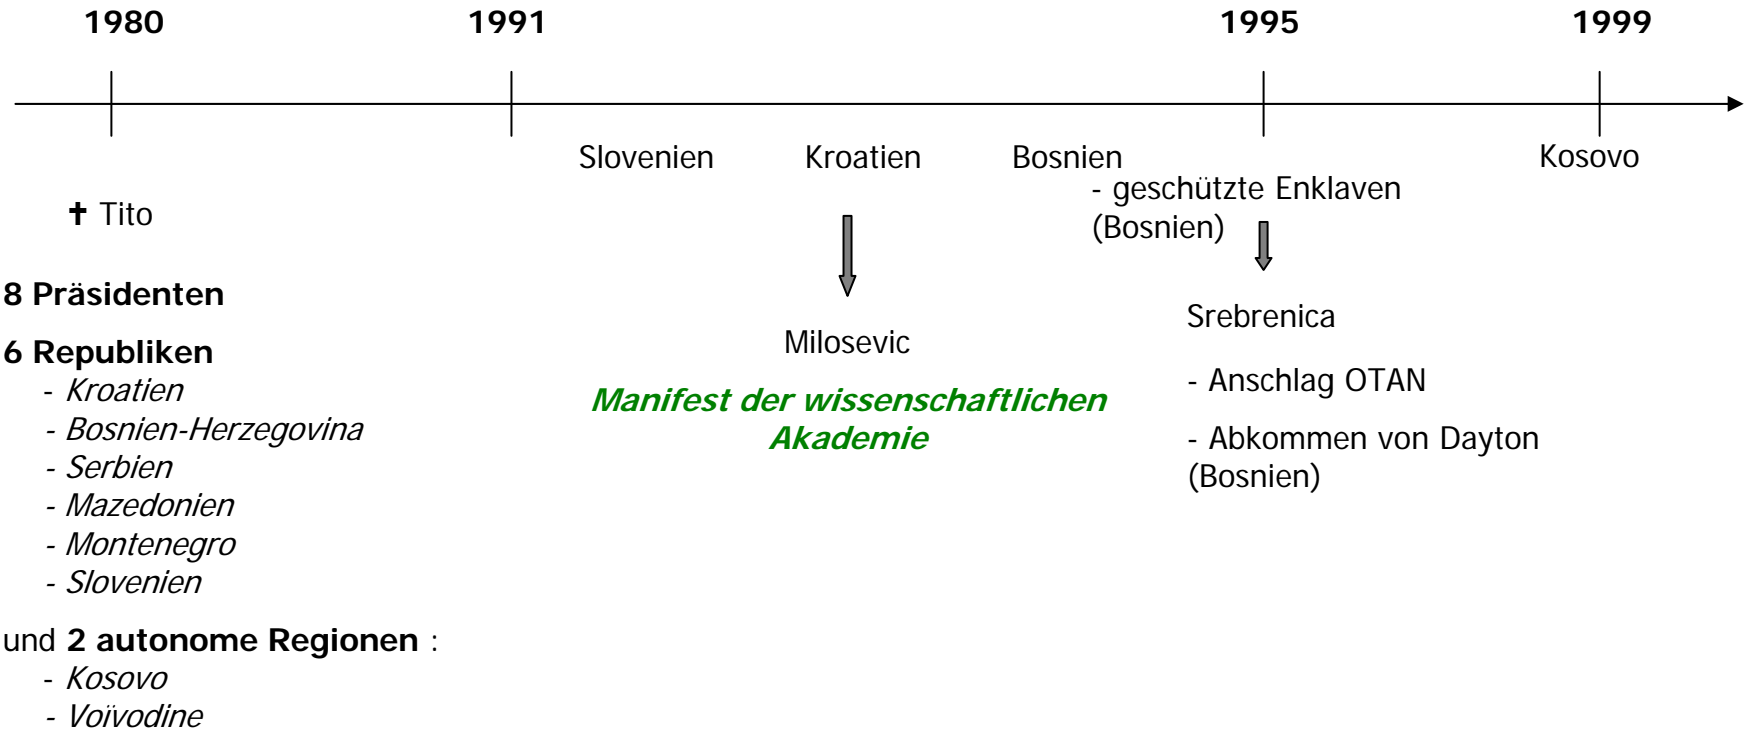 1980 1991 1995 1999
Slovenien Kroatien Bosnien Kosovo
- geschützte Enklaven
(Bosnien)
✝ Tito
8 Präsidenten
6 Republiken
- Kroatien
- Bosnien-Herzegovina
- Serbien
- Mazedonien
- Montenegro
- Slovenien
und 2 autonome Regionen :
- Kosovo
- Voïvodine
Milosevic
Manifest der wissenschaftlichen
Akademie
Srebrenica
- Anschlag OTAN
- Abkommen von Dayton
(Bosnien)